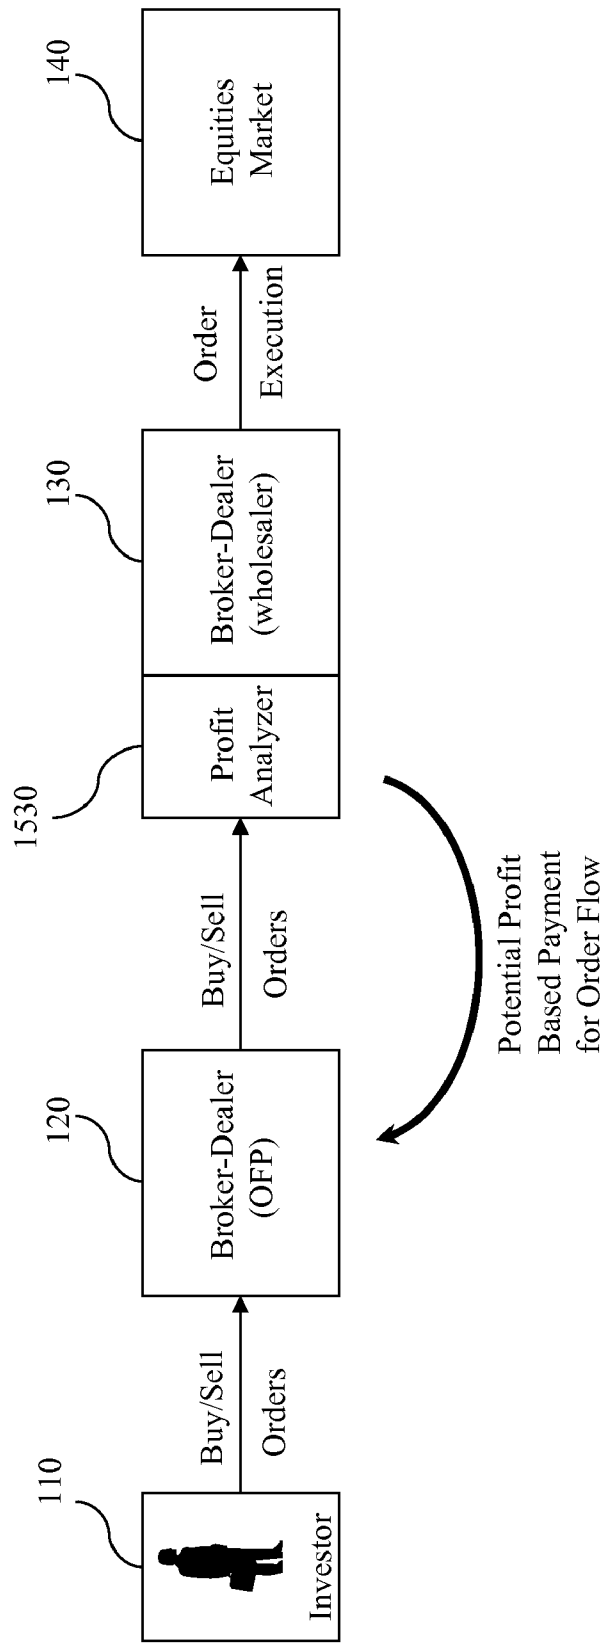 110
120
1530
130
140
Investor
Buy/Sell
Orders
Broker-Dealer
(OFP)
Buy/Sell
Orders
Profit
Analyzer
Broker-Dealer
(wholesaler)
Order
Execution
Equities
Market
Potential Profit
Based Payment
for Order Flow